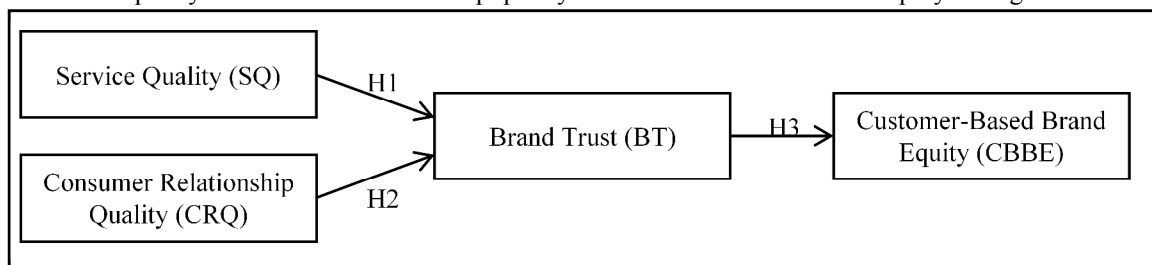 Service Quality (SQ)
H1
Brand Trust (BT)
H3
Customer-Based Brand
Equity (CBBE)
Consumer Relationship
Quality (CRQ)
H2